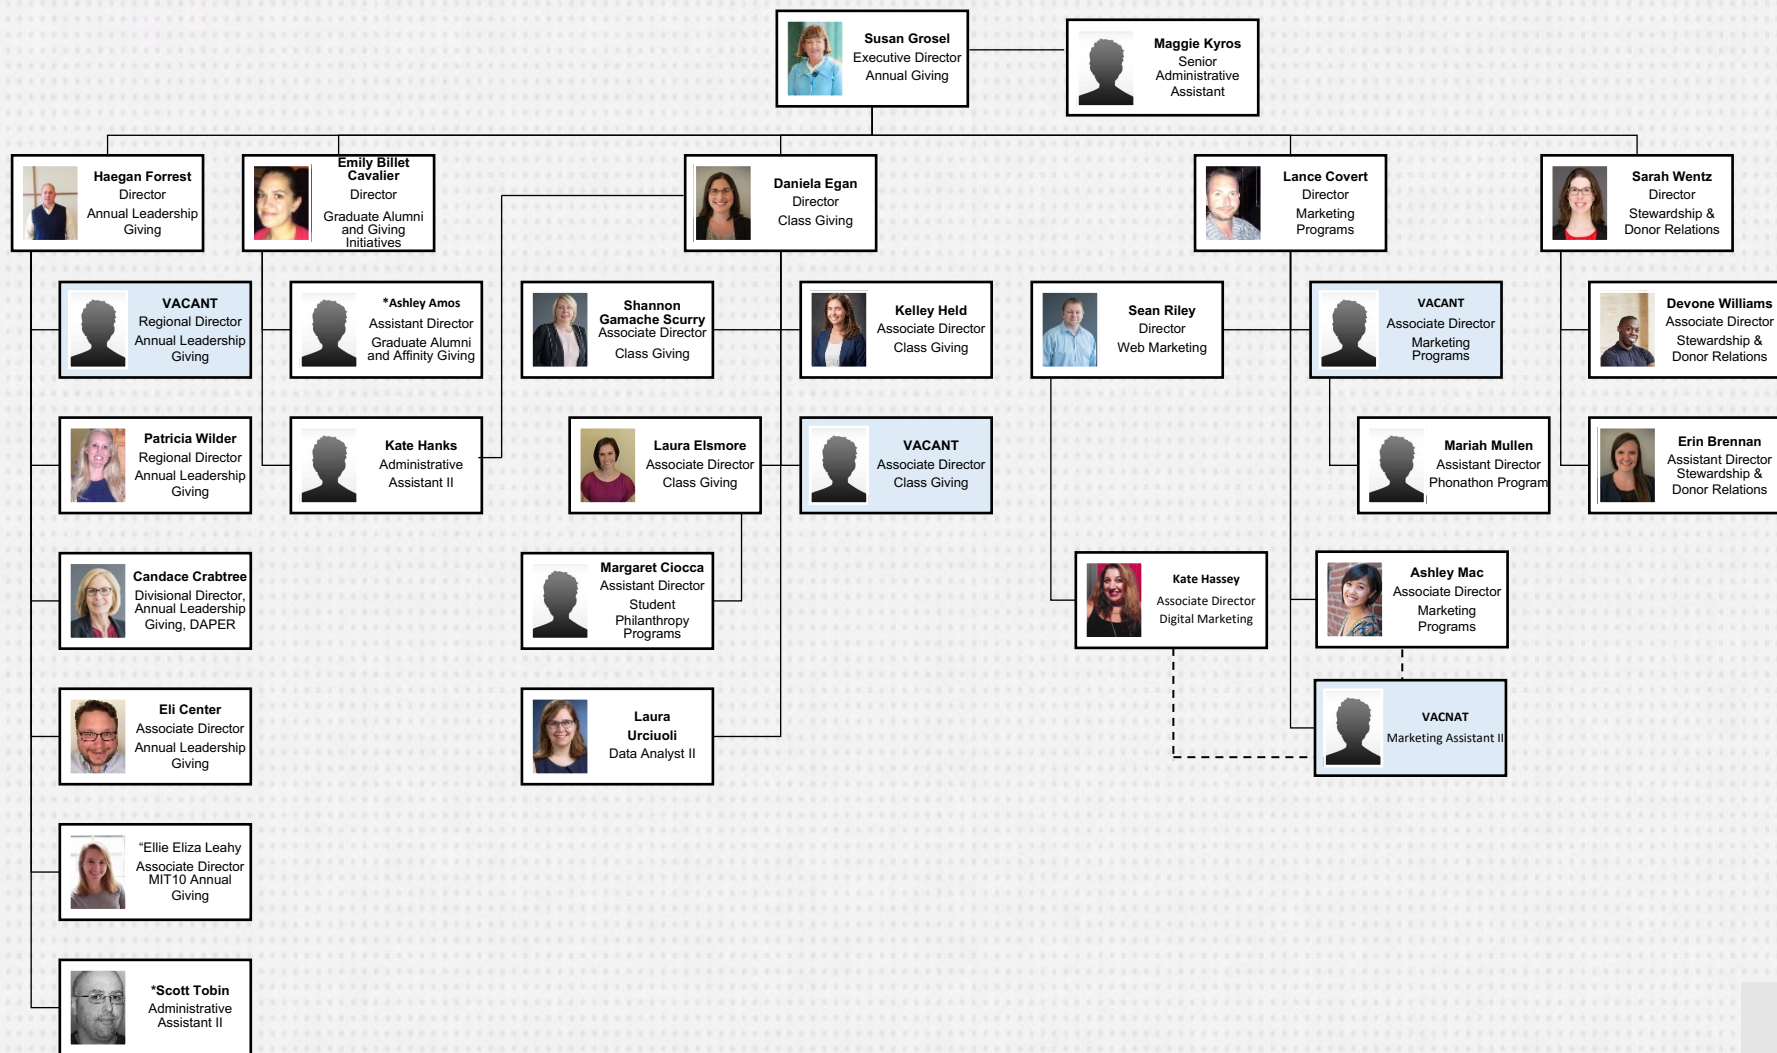 Susan Grosel
Executive Director
Annual Giving
Maggie Kyros
Senior
Administrative
Assistant
Haegan Forrest
Director
Annual Leadership
Giving
Emily Billet
Cavalier
Director
Graduate Alumni
and Giving
Initiatives
Daniela Egan
Director
Class Giving
Lance Covert
Director
Marketing
Programs
Sarah Wentz
Director
Stewardship &
Donor Relations
VACANT
Regional Director
Annual Leadership
Giving
*Ashley Amos
Assistant Director
Graduate Alumni
and Affinity Giving
Shannon
Gamache Scurry
Associate Director
Class Giving
Kelley Held
Associate Director
Class Giving
Sean Riley
Director
Web Marketing
VACANT
Associate Director
Marketing
Programs
Devone Williams
Associate Director
Stewardship &
Donor Relations
Patricia Wilder
Regional Director
Annual Leadership
Giving
Kate Hanks
Administrative
Assistant II
Laura Elsmore
Associate Director
Class Giving
VACANT
Associate Director
Class Giving
Mariah Mullen
Assistant Director
Phonathon Program
Erin Brennan
Assistant Director
Stewardship &
Donor Relations
Candace Crabtree
Divisional Director,
Annual Leadership
Giving, DAPER
Margaret Ciocca
Assistant Director
Student
Philanthropy
Programs
Kate Hassey
Associate Director
Digital Marketing
Ashley Mac
Associate Director
Marketing
Programs
Eli Center
Associate Director
Annual Leadership
Giving
Laura
Urciuoli
Data Analyst II
VACNAT
Marketing Assistant II
“Ellie Eliza Leahy
Associate Director
MIT10 Annual
Giving
*Scott Tobin
Administrative
Assistant II